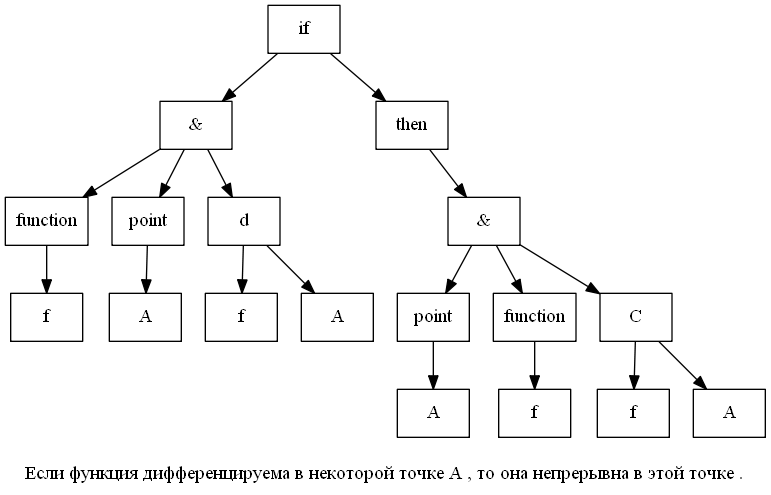 if
& then
function point d &
f A f A point function C
A f f A
Если функция дифференцируема в некоторой точке A , то она непрерывна в этой точке .